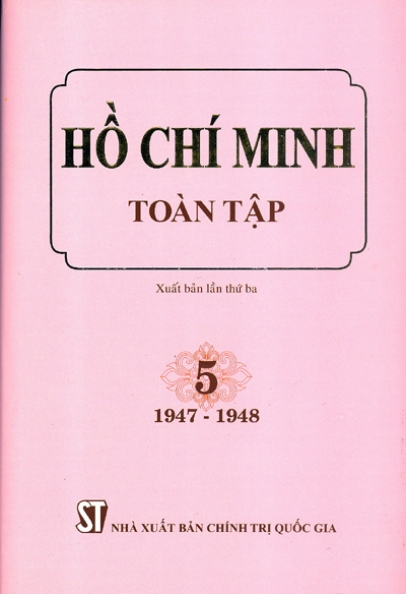 HỒ CHÍ MINH
TOÀN TẬP
Xuất bản lần thứ ba
5
1947 - 1948
ST NHÀ XUẤT BẢN CHÍNH TRỊ QUỐC GIA